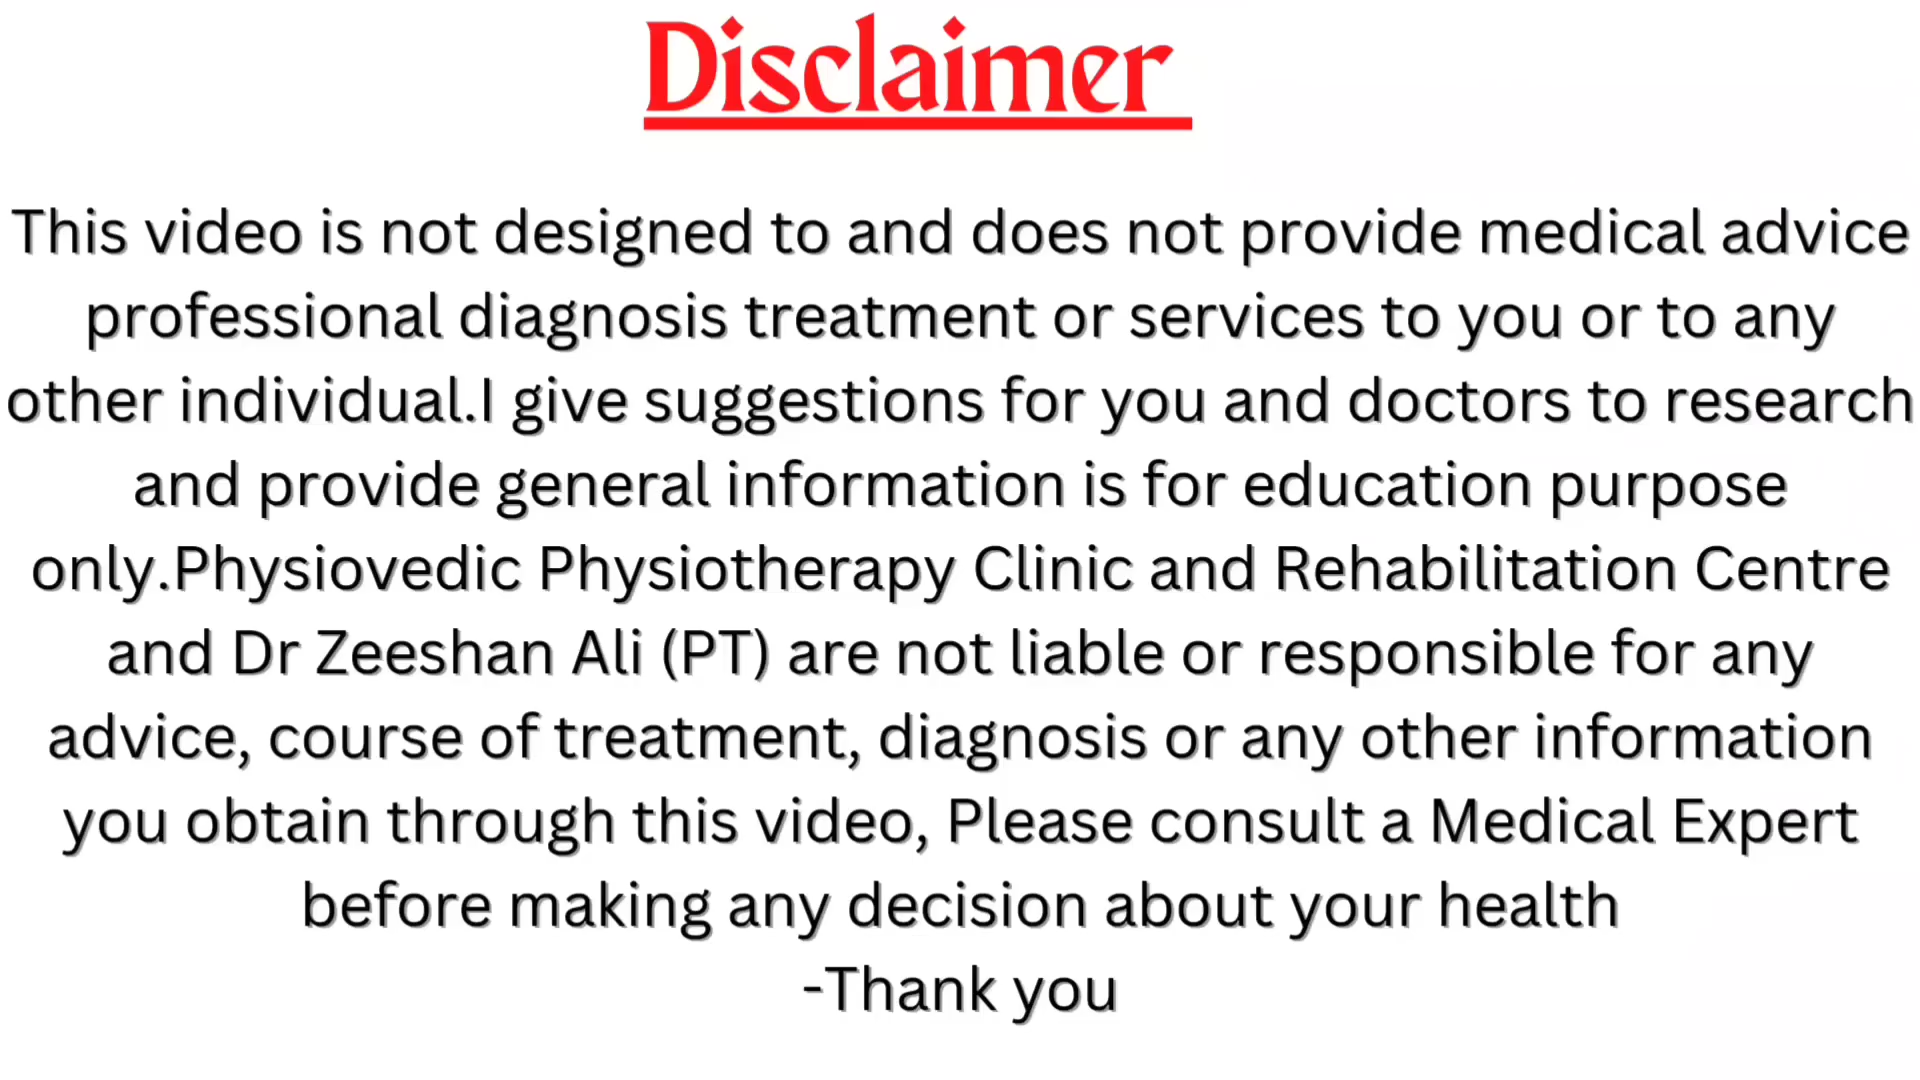 Disclaimer
This video is not designed to and does not provide medical advice
professional diagnosis treatment or services to you or to any
other individual.I give suggestions for you and doctors to research
and provide general information is for education purpose
only.Physiovedic Physiotherapy Clinic and Rehabilitation Centre
and Dr Zeeshan Ali (PT) are not liable or responsible for any
advice, course of treatment, diagnosis or any other information
you obtain through this video, Please consult a Medical Expert
before making any decision about your health
-Thank you